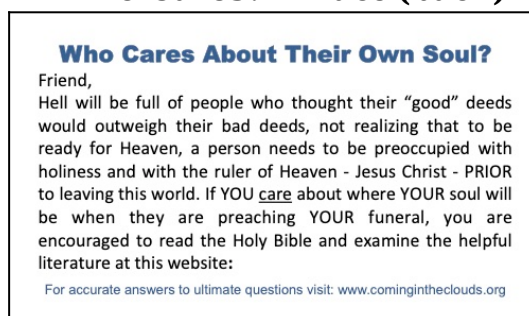 Who Cares About Their Own Soul?
Friend,
Hell will be full of people who thought their “good” deeds
would outweigh their bad deeds, not realizing that to be
ready for Heaven, a person needs to be preoccupied with
holiness and with the ruler of Heaven - Jesus Christ - PRIOR
to leaving this world. If YOU care about where YOUR soul will
be when they are preaching YOUR funeral, you are
encouraged to read the Holy Bible and examine the helpful
literature at this website:
For accurate answers to ultimate questions visit: www.comingintheclouds.org